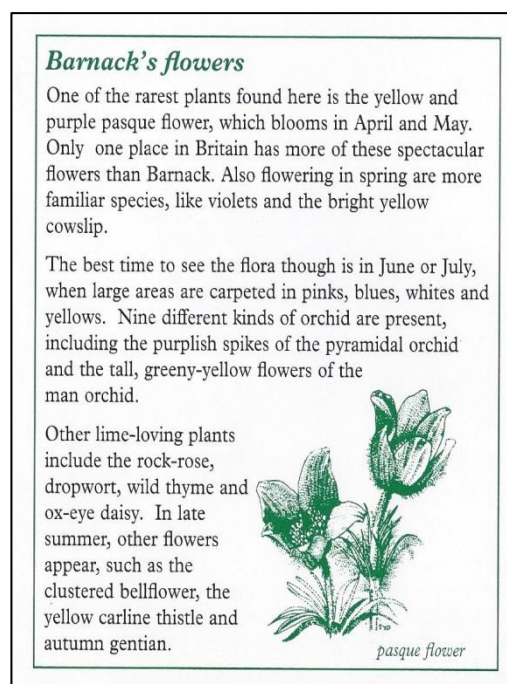 Barnack's flowers
One of the rarest plants found here is the yellow and
purple pasque flower, which blooms in April and May.
Only one place in Britain has more of these spectacular
flowers than Barnack. Also flowering in spring are more
familiar species, like violets and the bright yellow
cowslip.
The best time to see the flora though is in June or July,
when large areas are carpeted in pinks, blues, whites and
yellows. Nine different kinds of orchid are present,
including the purplish spikes of the pyramidal orchid
and the tall, greeny-yellow flowers of the
man orchid.
Other lime-loving plants
include the rock-rose,
dropwort, wild thyme and
ox-eye daisy. In late
summer, other flowers
appear, such as the
clustered bellflower, the
yellow carline thistle and
autumn gentian.
pasque flower